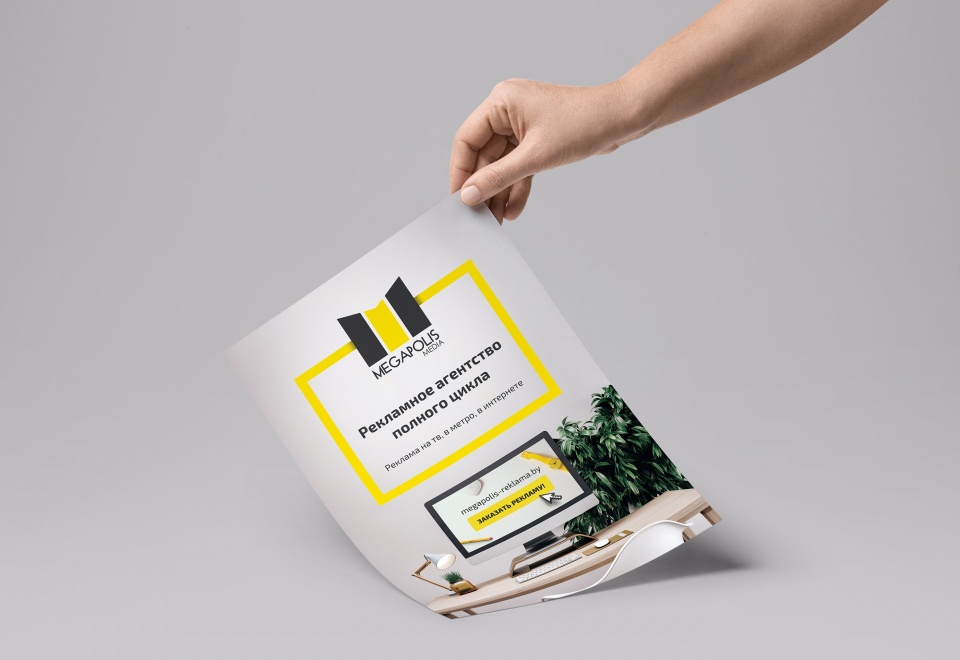 MEGAPOLIS
MEDIA
Рекламное агентство
полного цикла
Реклама на тв, в метро, в интернете
megapolis-reklama.by
ЗАКАЗАТЬ РЕКЛАМУ!